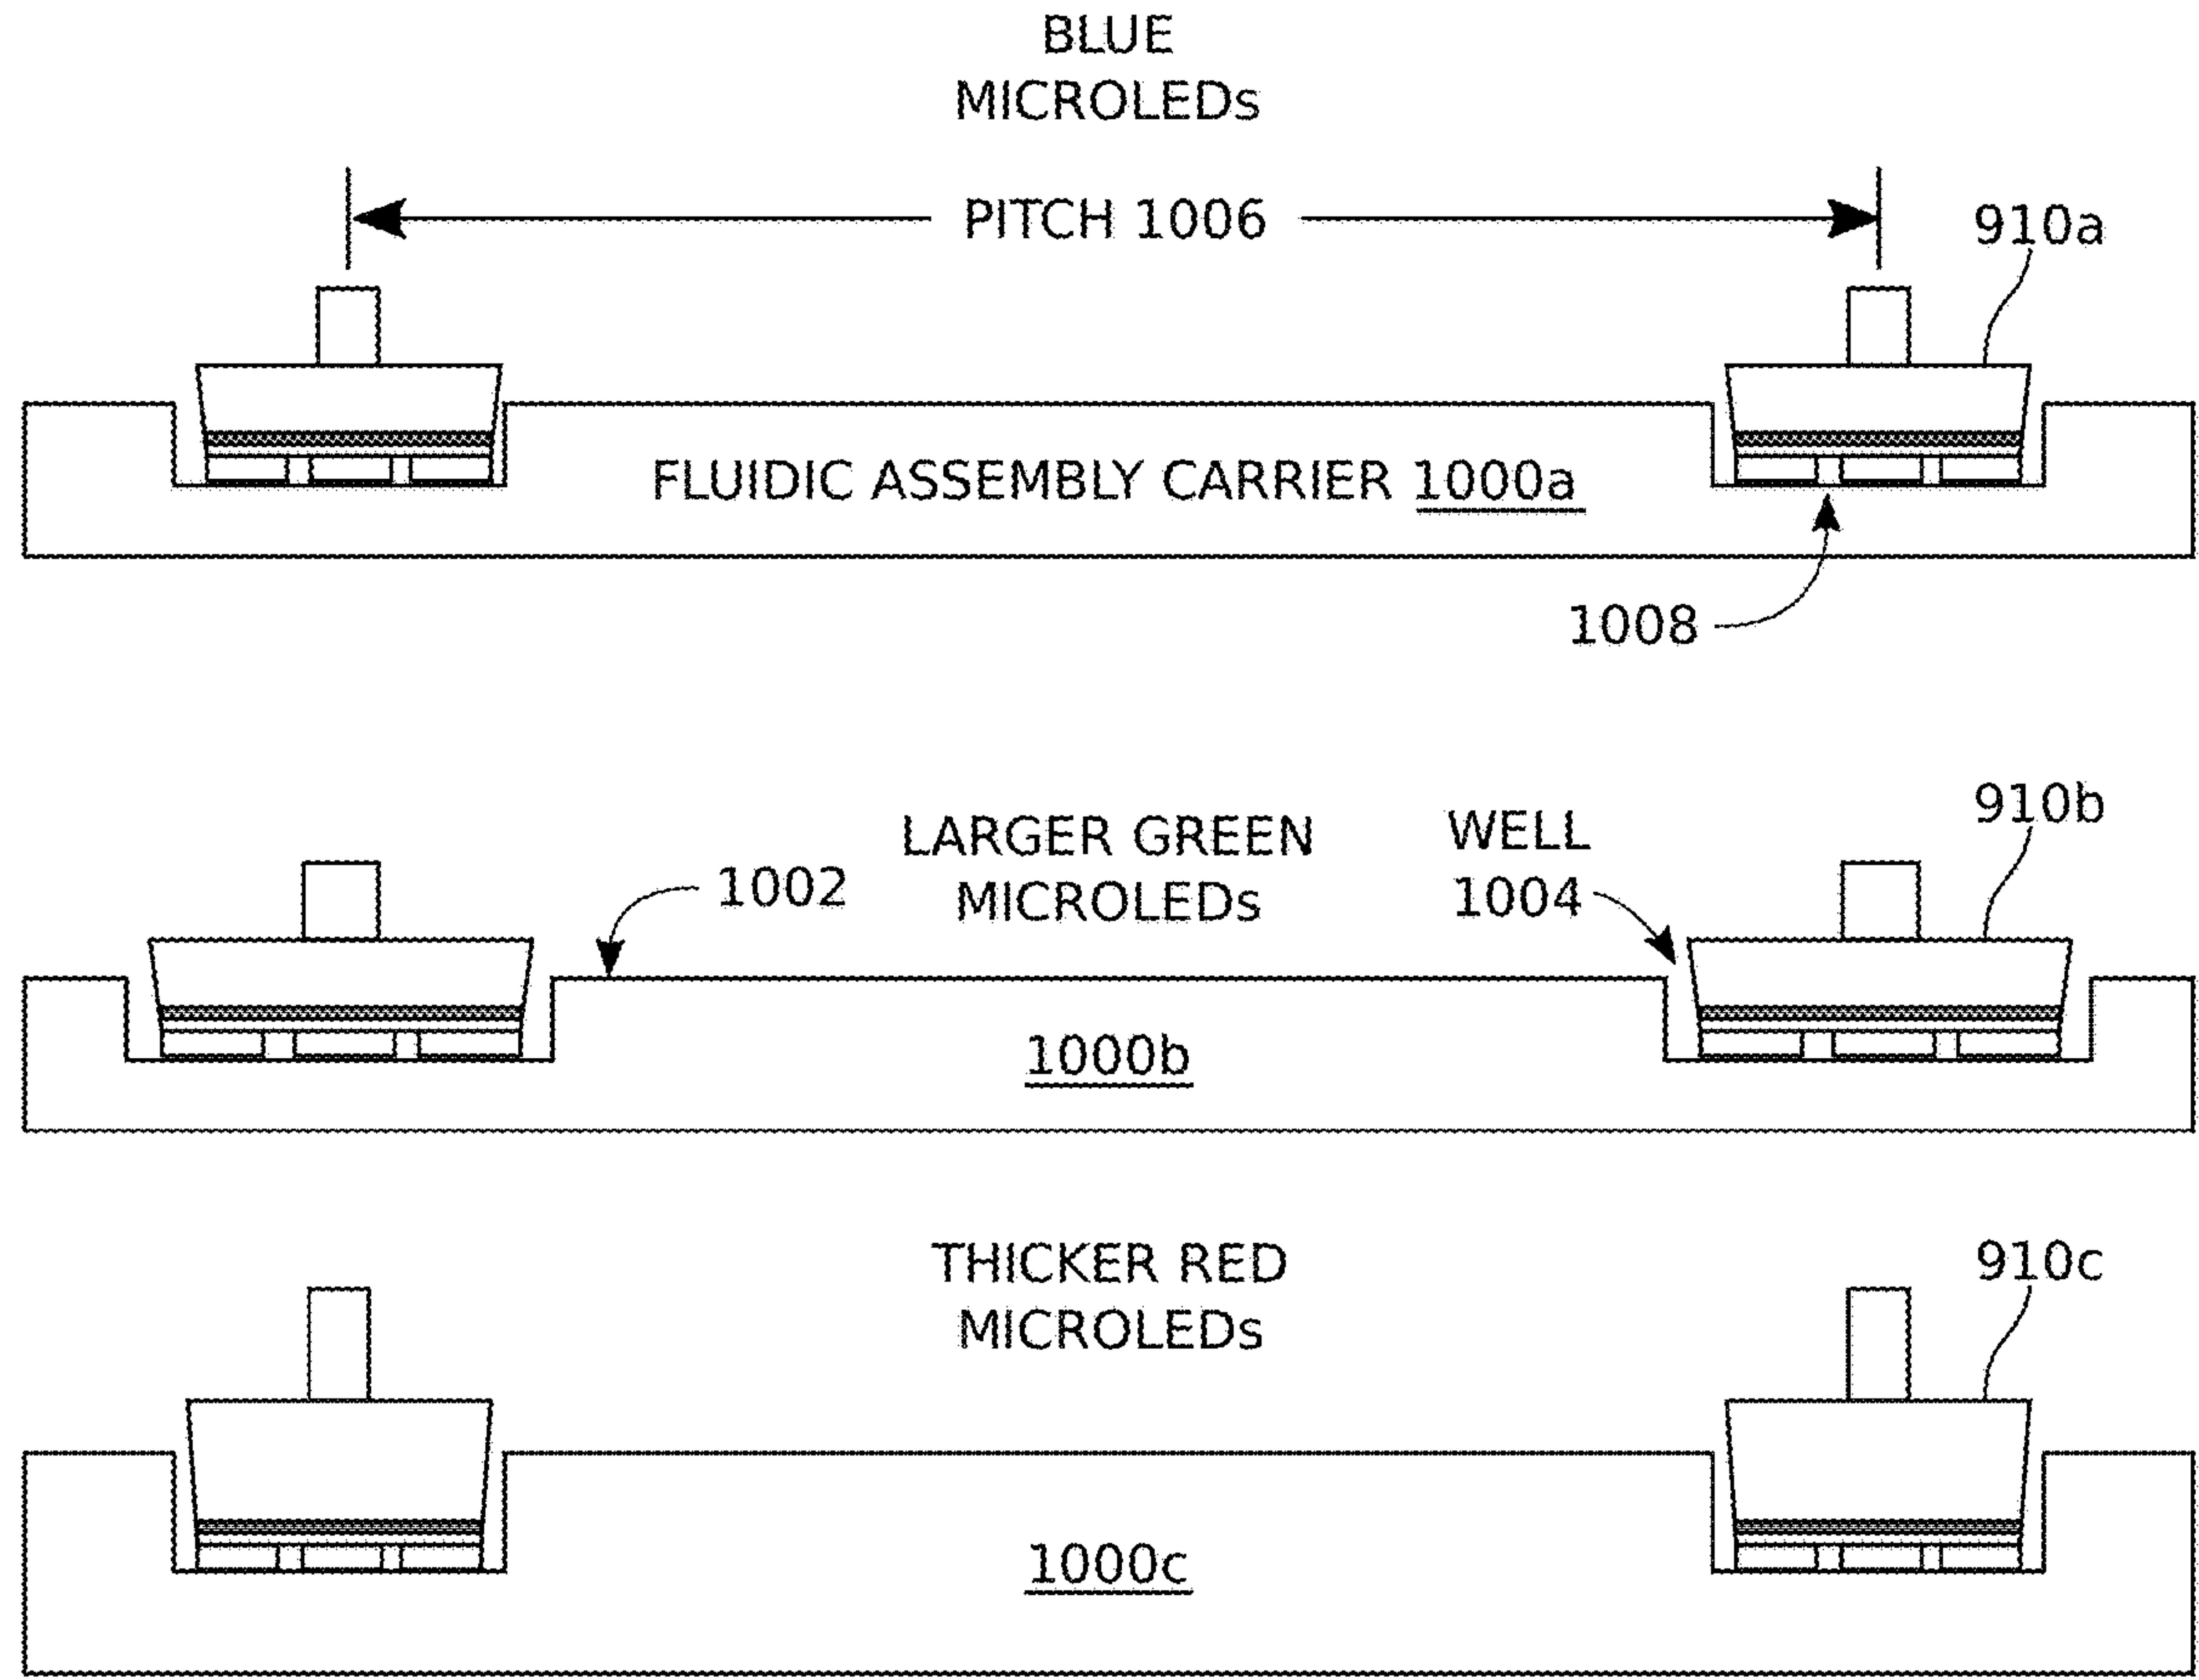 BLUE
MICROLEDs
PITCH 1006
910a
FLUIDIC ASSEMBLY CARRIER 1000a
1008
910b
LARGER GREEN
MICROLEDs
WELL
1004
1002
1000b
THICKER RED
MICROLEDs
910c
1000c